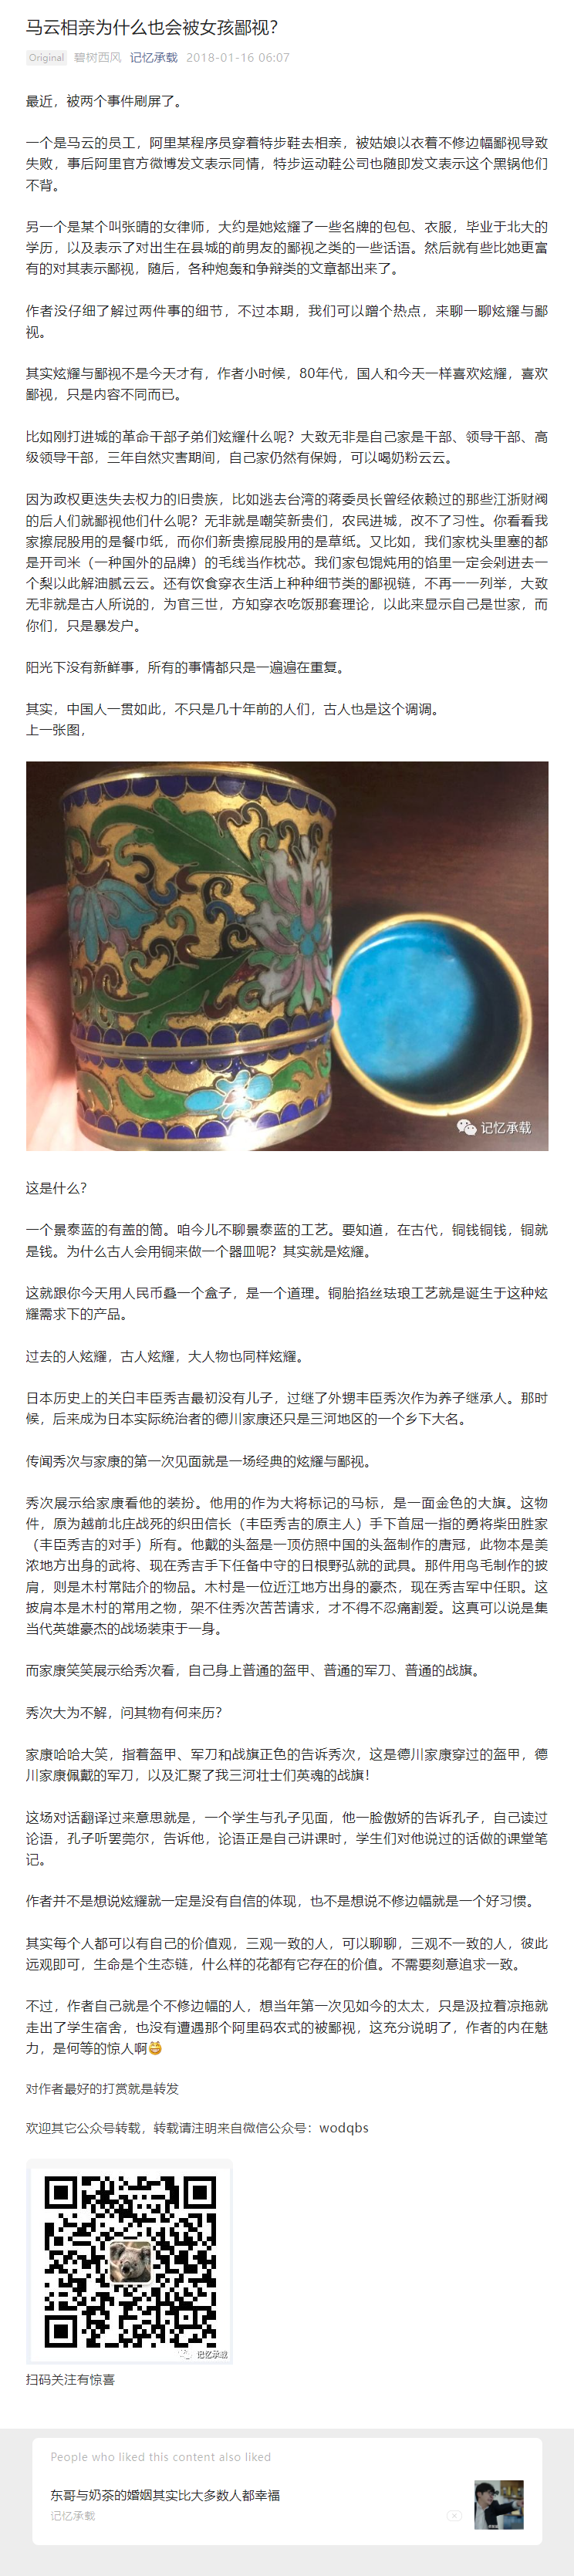 马云相亲为什么也会被女孩鄙视？
Original 碧树西风 记忆承载 2018-01-16 06:07
最近，被两个事件刷屏了。
一个是马云的员工，阿里某程序员穿着特步鞋去相亲，被姑娘以衣着不修边幅鄙视导致
失败，事后阿里官方微博发文表示同情，特步运动鞋公司也随即发文表示这个黑锅他们
不背。
另一个是某个叫张晴的女律师，大约是她炫耀了一些名牌的包包、衣服，毕业于北大的
学历，以及表示了对出生在县城的前男友的鄙视之类的一些话语。然后就有些比她更富
有的对其表示鄙视，随后，各种炮轰和争辩类的文章都出来了。
作者没仔细了解过两件事的细节，不过本期，我们可以蹭个热点，来聊一聊炫耀与鄙
视。
其实炫耀与鄙视不是今天才有，作者小时候，80年代，国人和今天一样喜欢炫耀，喜欢
鄙视，只是内容不同而已。
比如刚打进城的革命干部子弟们炫耀什么呢？大致无非是自己家是干部、领导干部、高
级领导干部，三年自然灾害期间，自己家仍然有保姆，可以喝奶粉云云。
因为政权更迭失去权力的旧贵族，比如逃去台湾的蒋委员长曾经依赖过的那些江浙财阀
的后人们就鄙视他们什么呢？无非就是嘲笑新贵们，农民进城，改不了习性。你看看我
家擦屁股用的是餐巾纸，而你们新贵擦屁股用的是草纸。又比如，我们家枕头里塞的都
是开司米（一种国外的品牌）的毛线当作枕芯。我们家包馄炖用的馅里一定会剁进去一
个梨以此解油腻云云。还有饮食穿衣生活上种种细节类的鄙视链，不再一一列举，大致
无非就是古人所说的，为官三世，方知穿衣吃饭那套理论，以此来显示自己是世家，而
你们，只是暴发户。
阳光下没有新鲜事，所有的事情都只是一遍遍在重复。
其实，中国人一贯如此，不只是几十年前的人们，古人也是这个调调。
上一张图，
记忆承载
这是什么？
一个景泰蓝的有盖的筒。咱今儿不聊景泰蓝的工艺。要知道，在古代，铜钱铜钱，铜就
是钱。为什么古人会用铜来做一个器皿呢？其实就是炫耀。
这就跟你今天用人民币叠一个盒子，是一个道理。铜胎掐丝珐琅工艺就是诞生于这种炫
耀需求下的产品。
过去的人炫耀，古人炫耀，大人物也同样炫耀。
日本历史上的关白丰臣秀吉最初没有儿子，过继了外甥丰臣秀次作为养子继承人。那时
候，后来成为日本实际统治者的德川家康还只是三河地区的一个乡下大名。
传闻秀次与家康的第一次见面就是一场经典的炫耀与鄙视。
秀次展示给家康看他的装扮。他用的作为大将标记的马标，是一面金色的大旗。这物
件，原为越前北庄战死的织田信长（丰臣秀吉的原主人）手下首屈一指的勇将柴田胜家
（丰臣秀吉的对手）所有。他戴的头盔是一顶仿照中国的头盔制作的唐冠，此物本是美
浓地方出身的武将、现在秀吉手下任备中守的日根野弘就的武具。那件用鸟毛制作的披
肩，则是木村常陆介的物品。木村是一位近江地方出身的豪杰，现在秀吉军中任职。这
披肩本是木村的常用之物，架不住秀次苦苦请求，才不得不忍痛割爱。这真可以说是集
当代英雄豪杰的战场装束于一身。
而家康笑笑展示给秀次看，自己身上普通的盔甲、普通的军刀、普通的战旗。
秀次大为不解，问其物有何来历？
家康哈哈大笑，指着盔甲、军刀和战旗正色的告诉秀次，这是德川家康穿过的盔甲，德
川家康佩戴的军刀，以及汇聚了我三河壮士们英魂的战旗！
这场对话翻译过来意思就是，一个学生与孔子见面，他一脸傲娇的告诉孔子，自己读过
论语，孔子听罢莞尔，告诉他，论语正是自己讲课时，学生们对他说过的话做的课堂笔
记。
作者并不是想说炫耀就一定是没有自信的体现，也不是想说不修边幅就是一个好习惯。
其实每个人都可以有自己的价值观，三观一致的人，可以聊聊，三观不一致的人，彼此
远观即可，生命是个生态链，什么样的花都有它存在的价值。不需要刻意追求一致。
不过，作者自己就是个不修边幅的人，想当年第一次见如今的太太，只是汲拉着凉拖就
走出了学生宿舍，也没有遭遇那个阿里码农式的被鄙视，这充分说明了，作者的内在魅
力，是何等的惊人啊😅
对作者最好的打赏就是转发
欢迎其它公众号转载，转载请注明来自微信公众号：wodqbs
记忆承载
扫码关注有惊喜
People who liked this content also liked
东哥与奶茶的婚姻其实比大多数人都幸福
记忆承载